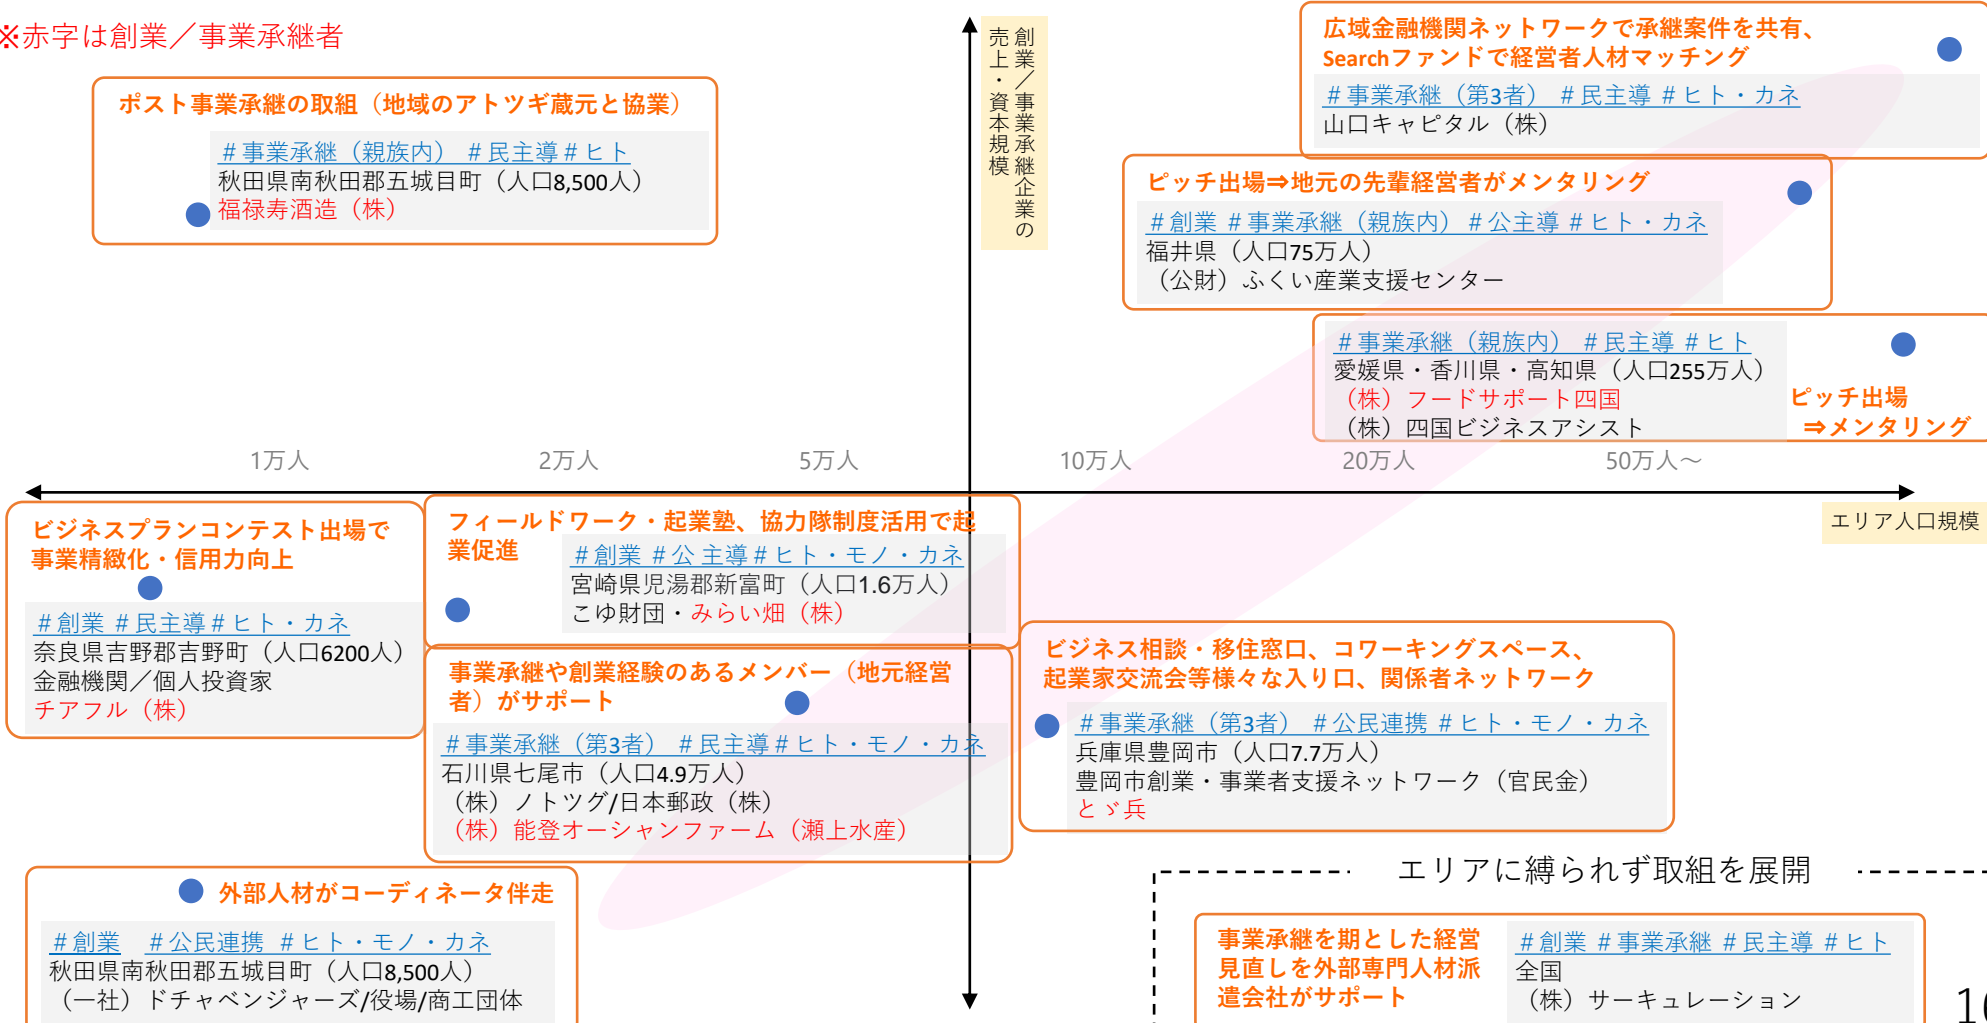 ※赤字は創業／事業承継者
創業／事業承継企業の
売上・資本規模
広域金融機関ネットワークで承継案件を共有、
Searchファンドで経営者人材マッチング
＃事業承継（第3者） ＃民主導 ＃ヒト・カネ
山口キャピタル（株）
ポスト事業承継の取組（地域のアトツギ蔵元と協業）
＃事業承継（親族内） ＃民主導＃ヒト
秋田県南秋田郡五城目町（人口8,500人）
福禄寿酒造（株）
ピッチ出場⇒地元の先輩経営者がメンタリング
＃創業 ＃事業承継（親族内） ＃公主導 ＃ヒト・カネ
福井県（人口75万人）
（公財）ふくい産業支援センター
＃事業承継（親族内） ＃民主導 ＃ヒト
愛媛県・香川県・高知県（人口255万人）
（株）フードサポート四国
（株）四国ビジネスアシスト
ピッチ出場
⇒メンタリング
1万人 2万人 5万人 10万人 20万人 50万人～
エリア人口規模
ビジネスプランコンテスト出場で
事業精緻化・信用力向上
＃創業 ＃民主導＃ヒト・カネ
奈良県吉野郡吉野町（人口6200人）
金融機関／個人投資家
チアフル（株）
フィールドワーク・起業塾、協力隊制度活用で起
業促進
＃創業 ＃公 主導＃ヒト・モノ・カネ
宮崎県児湯郡新富町（人口1.6万人）
こゆ財団・みらい畑（株）
事業承継や創業経験のあるメンバー（地元経営
者）がサポート
＃事業承継（第3者） ＃民主導＃ヒト・モノ・カネ
石川県七尾市（人口4.9万人）
（株）ノトツグ/日本郵政（株）
（株）能登オーシャンファーム（瀬上水産）
ビジネス相談・移住窓口、コワーキングスペース、
起業家交流会等様々な入り口、関係者ネットワーク
＃事業承継（第3者） ＃公民連携 ＃ヒト・モノ・カネ
兵庫県豊岡市（人口7.7万人）
豊岡市創業・事業者支援ネットワーク（官民金）
とゞ兵
外部人材がコーディネータ伴走
＃創業 ＃公民連携 ＃ヒト・モノ・カネ
秋田県南秋田郡五城目町（人口8,500人）
（一社）ドチャベンジャーズ/役場/商工団体
エリアに縛られず取組を展開
事業承継を期とした経営
見直しを外部専門人材派
遣会社がサポート
＃創業 ＃事業承継 ＃民主導 ＃ヒト
全国
（株）サーキュレーション